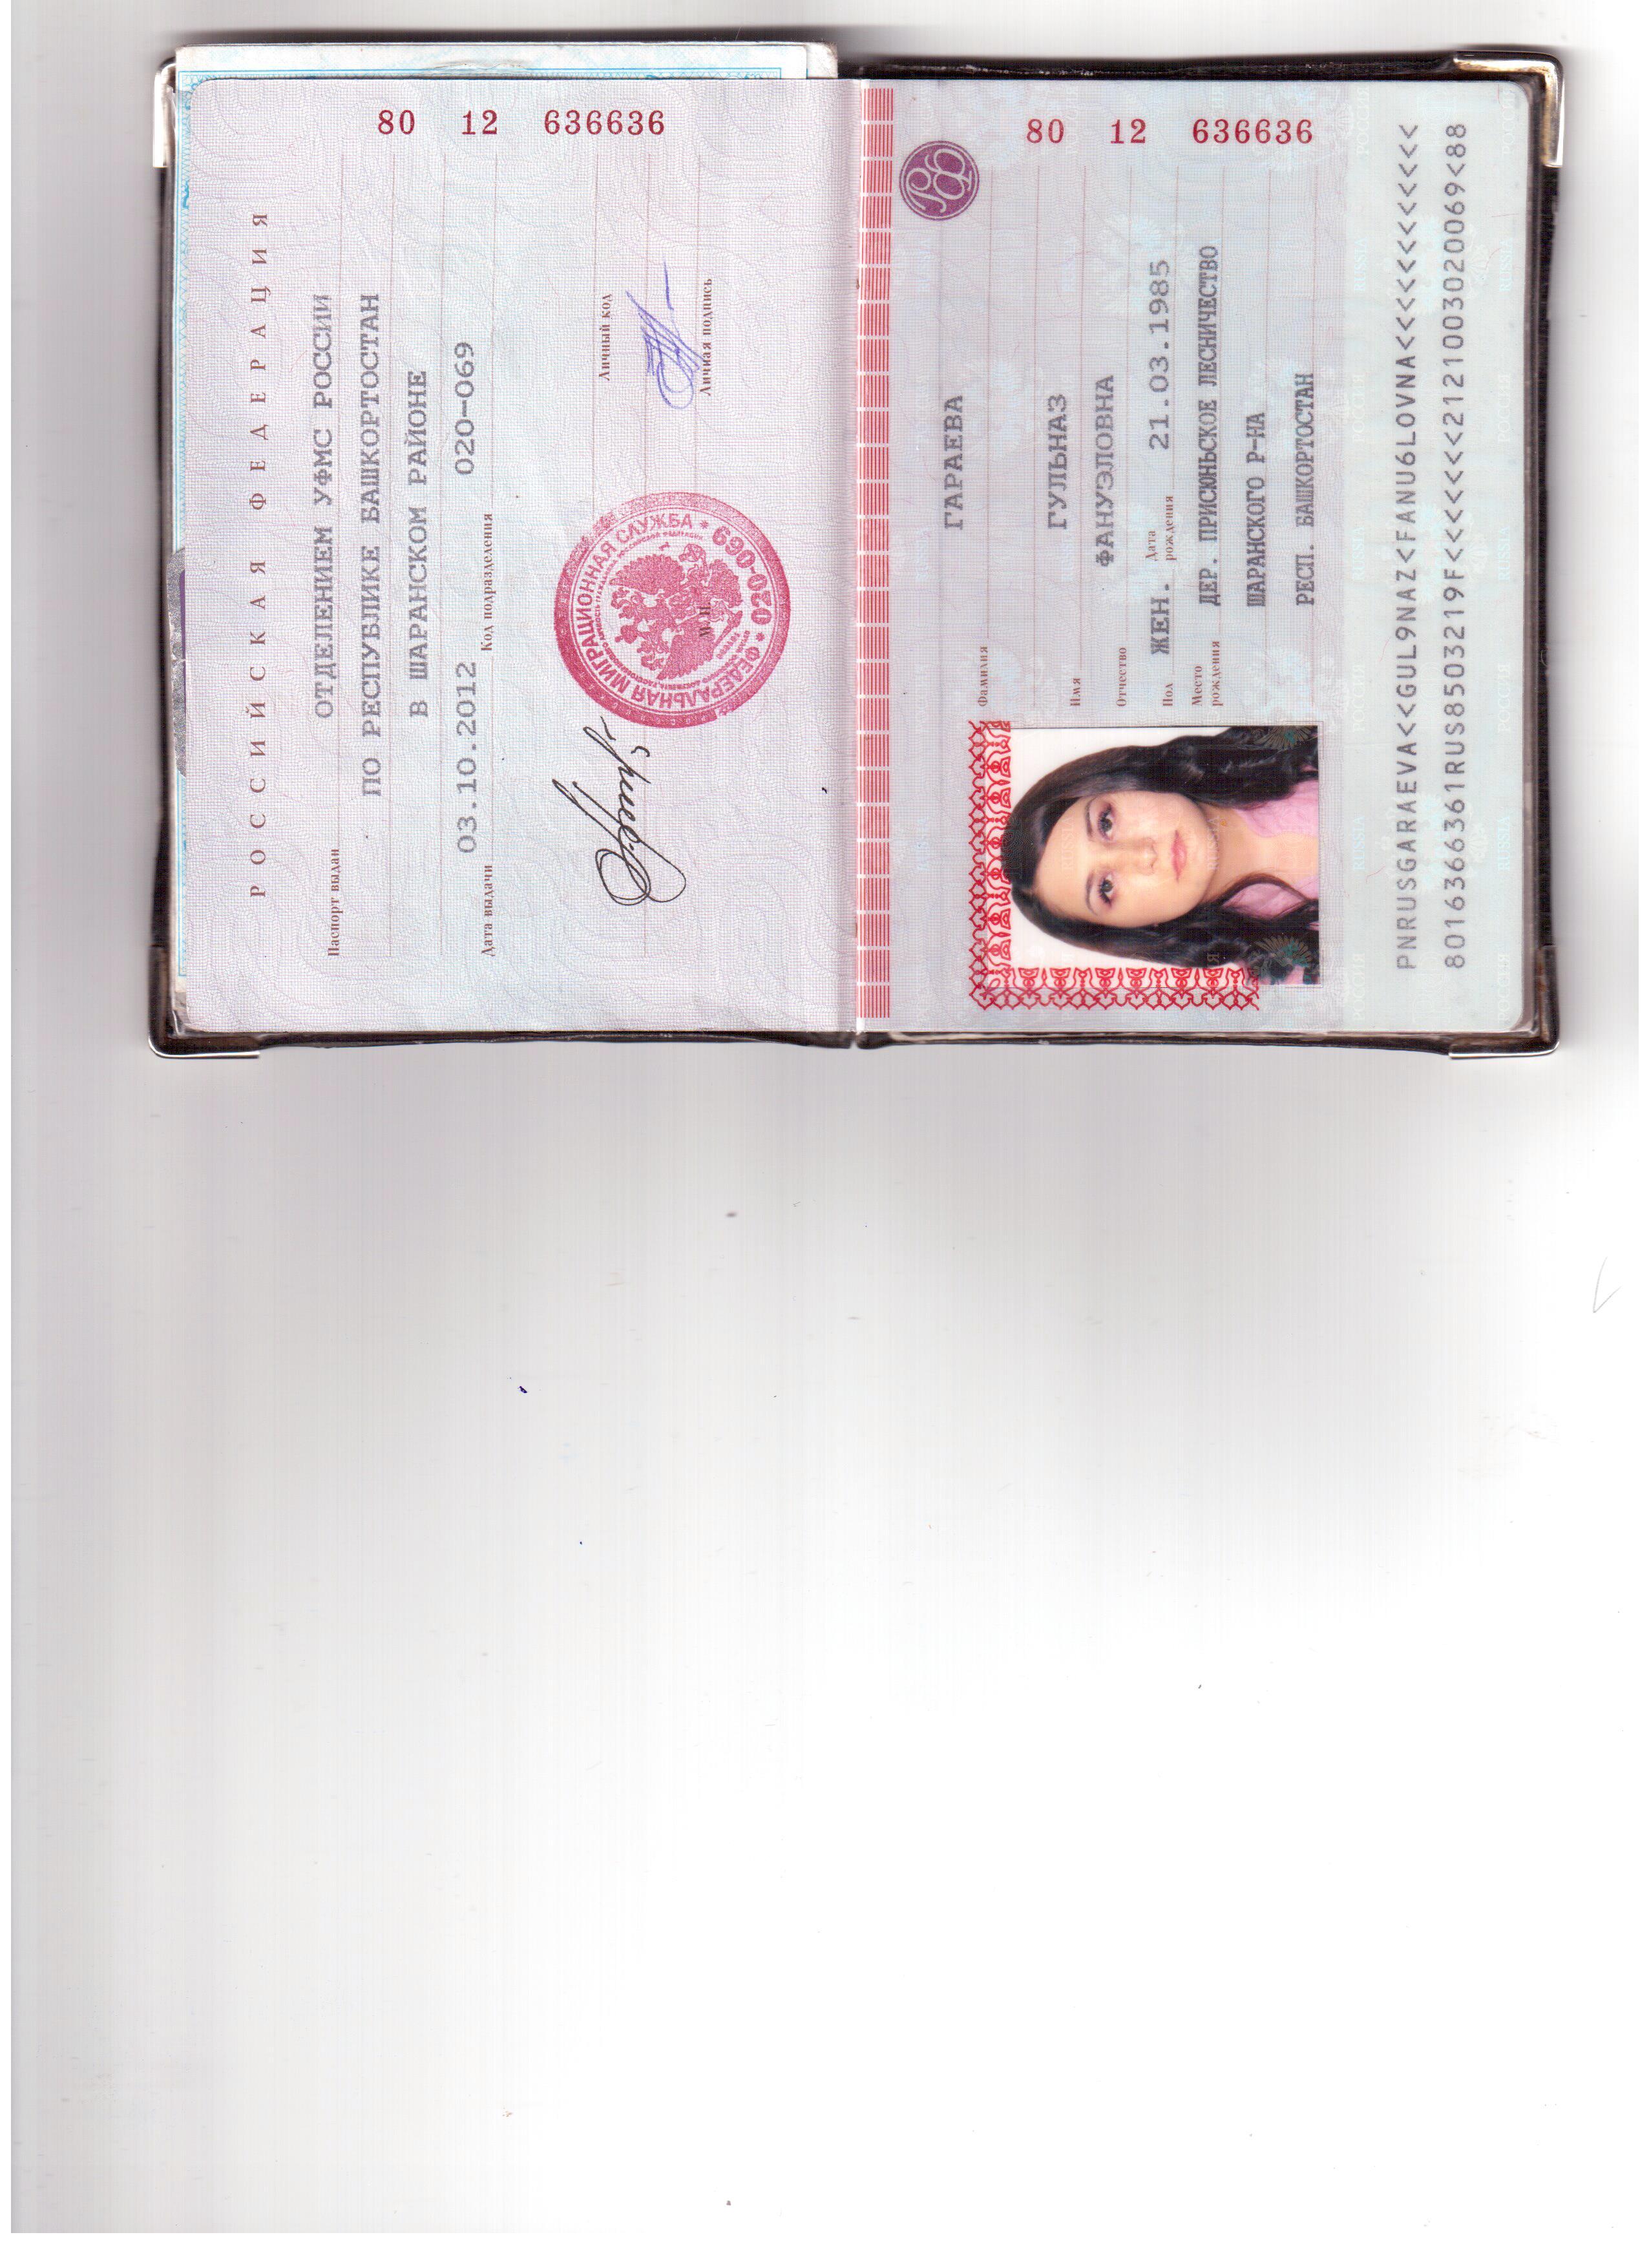 РОССИЙСКАЯ ФЕДЕРАЦИЯ
80 12 636636
Паспорт выдан ОТДЕЛЕНИЕМ УФМС РОССИИ
ПО РЕСПУБЛИКЕ БАШКОРТОСТАН
В ШАРАНСКОМ РАЙОНЕ
Дата выдачи 03.10.2012 Код подразделения 020-069
Личный код
Личная подпись
М.П.
ФЕДЕРАЛЬНАЯ МИГРАЦИОННАЯ СЛУЖБА * 020-069 *
80 12 636636
Фамилия ГАРАЕВА
Имя ГУЛЬНАЗ
Отчество ФАНУЭЛОВНА
Пол ЖЕН. Дата рождения 21.03.1985
Место рождения ДЕР. ПРИСЮНЬСКОЕ ЛЕСНИЧЕСТВО
ШАРАНСКОГО Р-НА
РЕСП. БАШКОРТОСТАН
PNRUSGARAEVA<<GUL9NAZ<FANU6LOVNA<<<<<<<<<<<<
8016366361RUS8503219F<<<<<<<2121003020069<88